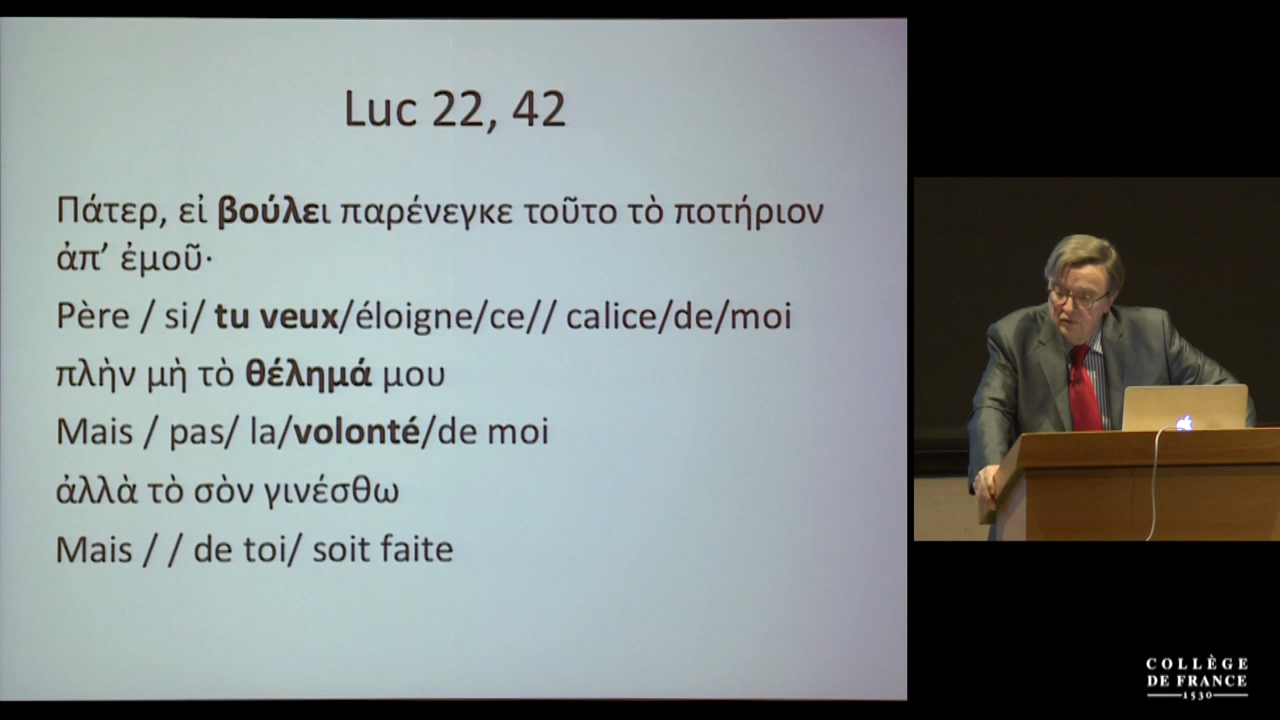 Luc 22, 42
Πάτερ, εἰ βούλει παρένεγκε τοῦτο τὸ ποτήριον
ἀπ’ ἐμοῦ·
Père / si/ tu veux/éloigne/ce// calice/de/moi
πλὴν μὴ τὸ θέλημά μου
Mais / pas/ la/volonté/de moi
ἀλλὰ τὸ σὸν γινέσθω
Mais / / de toi/ soit faite
COLLÈGE
DE FRANCE
1530